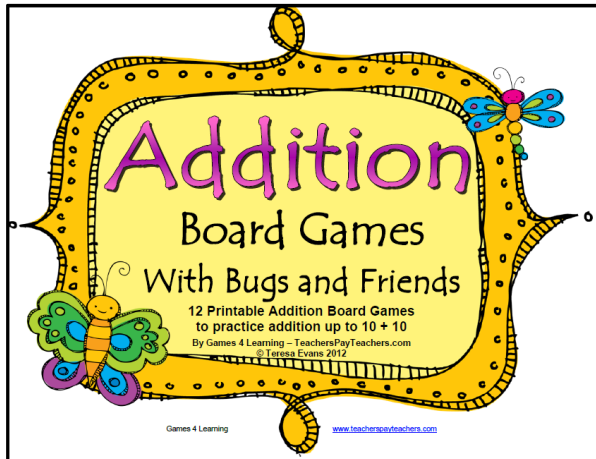 Addition
Board Games
With Bugs and Friends
12 Printable Addition Board Games
to practice addition up to 10 + 10
By Games 4 Learning – TeachersPayTeachers.com
© Teresa Evans 2012
Games 4 Learning www.teacherspayteachers.com